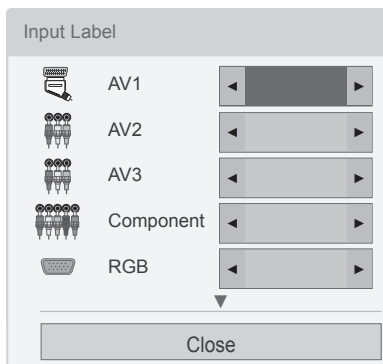 Input Label
AV1
AV2
AV3
Component
RGB
Close